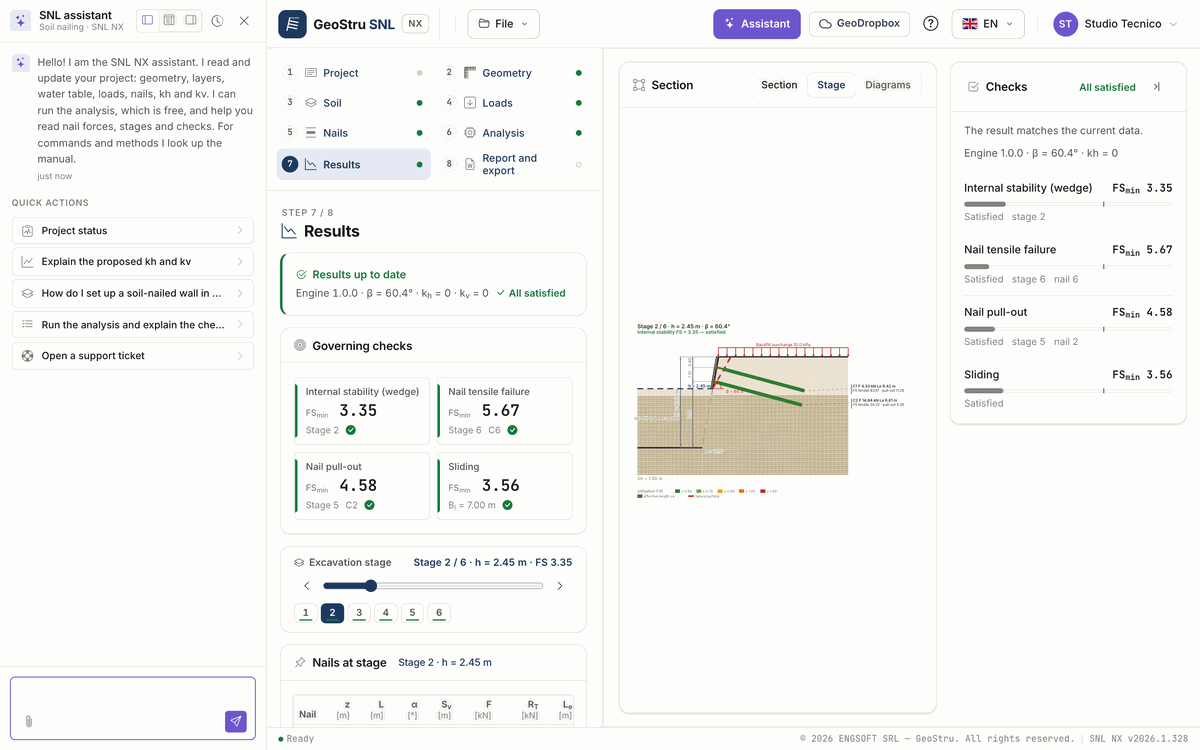 SNL assistant
Soil nailing · SNL NX
Hello! I am the SNL NX assistant. I read and
update your project: geometry, layers,
water table, loads, nails, kh and kv. I can
run the analysis, which is free, and help you
read nail forces, stages and checks. For
commands and methods I look up the
manual.
just now
QUICK ACTIONS
Project status
Explain the proposed kh and kv
How do I set up a soil-nailed wall in ...
Run the analysis and explain the che...
Open a support ticket
GeoStru SNL NX
File
Assistant
GeoDropbox
EN
ST Studio Tecnico
1 Project
2 Geometry
3 Soil
4 Loads
5 Nails
6 Analysis
7 Results
8 Report and
export
STEP 7 / 8
Results
Results up to date
Engine 1.0.0 · β = 60.4° · kh = 0 · kv = 0 All satisfied
Governing checks
Internal stability (wedge)
FSmin 3.35
Stage 2
Nail tensile failure
FSmin 5.67
Stage 6 C6
Nail pull-out
FSmin 4.58
Stage 5 C2
Sliding
FSmin 3.56
Bl = 7.00 m
Excavation stage Stage 2 / 6 · h = 2.45 m · FS 3.35
1 2 3 4 5 6
Nails at stage Stage 2 · h = 2.45 m
Nail z L α Sv F RT Le
[m] [m] [°] [m] [kN] [kN] [m]
Section
Section Stage Diagrams
Stage 2 / 6 · h = 2.45 m · β = 60.4°
Internal stability FS = 3.35 — satisfied
Backfill surcharge 10.0 kPa
Checks All satisfied
The result matches the current data.
Engine 1.0.0 · β = 60.4° · kh = 0
Internal stability (wedge) FSmin 3.35
Satisfied stage 2
Nail tensile failure FSmin 5.67
Satisfied stage 6 nail 6
Nail pull-out FSmin 4.58
Satisfied stage 5 nail 2
Sliding FSmin 3.56
Satisfied
Ready
© 2026 ENGSOFT SRL — GeoStru. All rights reserved. SNL NX v2026.1.328